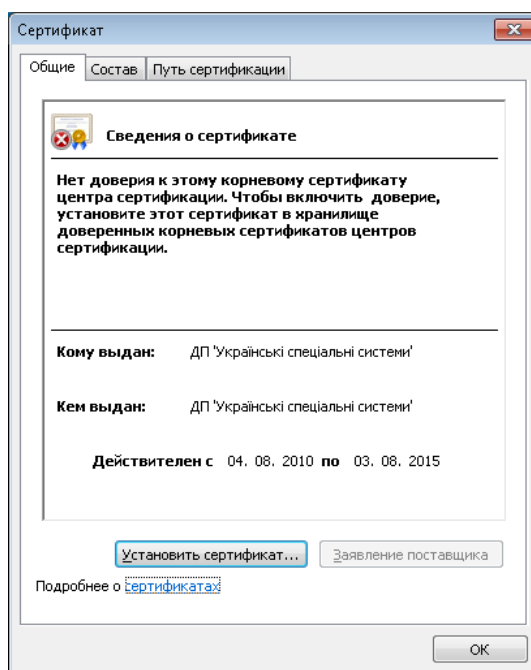 Сертификат
Общие Состав Путь сертификации
Сведения о сертификате
Нет доверия к этому корневому сертификату
центра сертификации. Чтобы включить доверие,
установите этот сертификат в хранилище
доверенных корневых сертификатов центров
сертификации.
Кому выдан: ДП 'Українські спеціальні системи'
Кем выдан: ДП 'Українські спеціальні системи'
Действителен с 04. 08. 2010 по 03. 08. 2015
Установить сертификат... Заявление поставщика
Подробнее о сертификатах
ОК